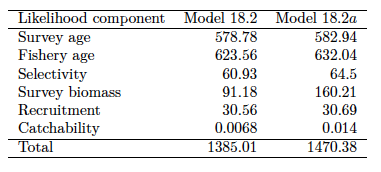 Likelihood component Model 18.2 Model 18.2a
Survey age 578.78 582.94
Fishery age 623.56 632.04
Selectivity 60.93 64.5
Survey biomass 91.18 160.21
Recruitment 30.56 30.69
Catchability 0.0068 0.014
Total 1385.01 1470.38